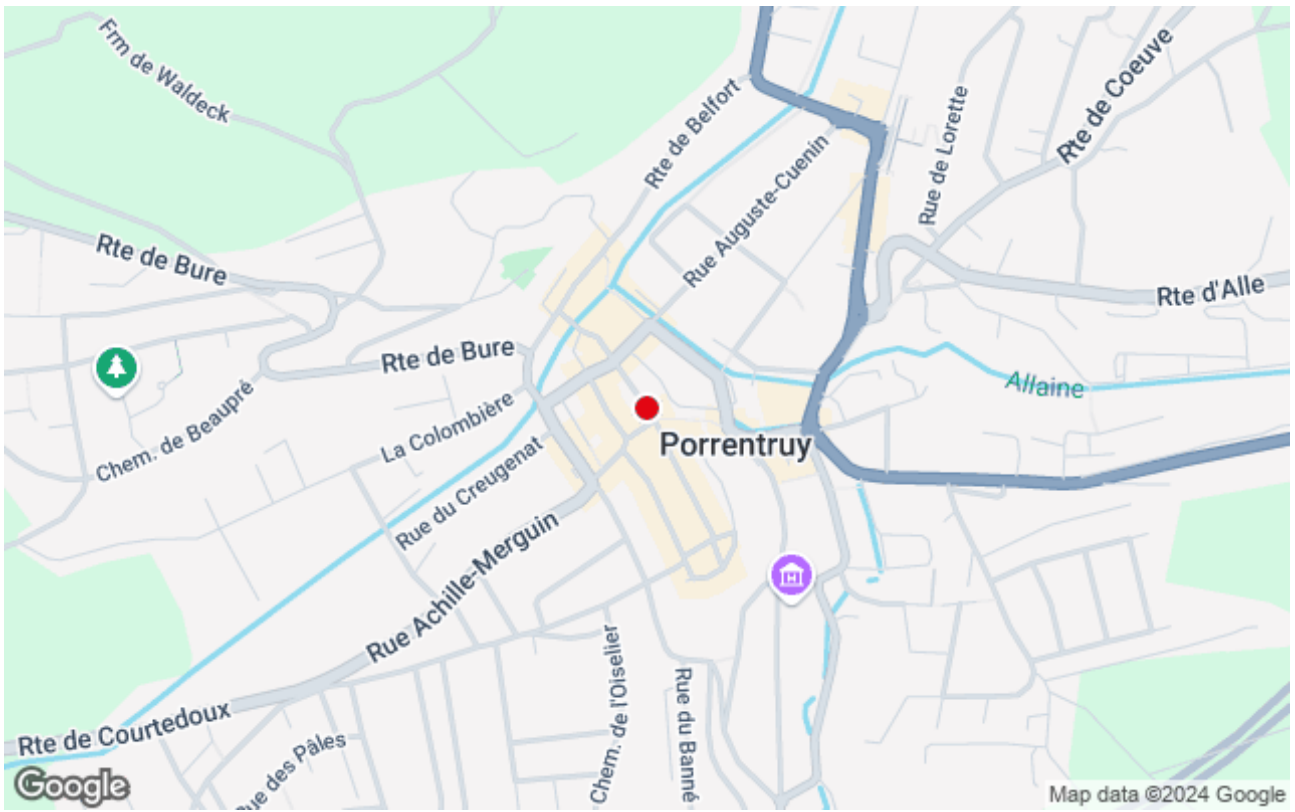 Frm de Waldeck
Rte de Belfort
Rte de Coeuve
Rue de Lorette
Rue Auguste-Cuenin
Rte de Bure
Rte d'Alle
Rte de Bure
Allaine
Chem. de Beaupré
La Colombière
Porrentruy
Rue du Creugenat
Rue Achille-Merguin
Chem. de l'Oiselier
Rue du Banné
Rte de Courtedoux
Rue des Pâles
Google
Map data ©2024 Google